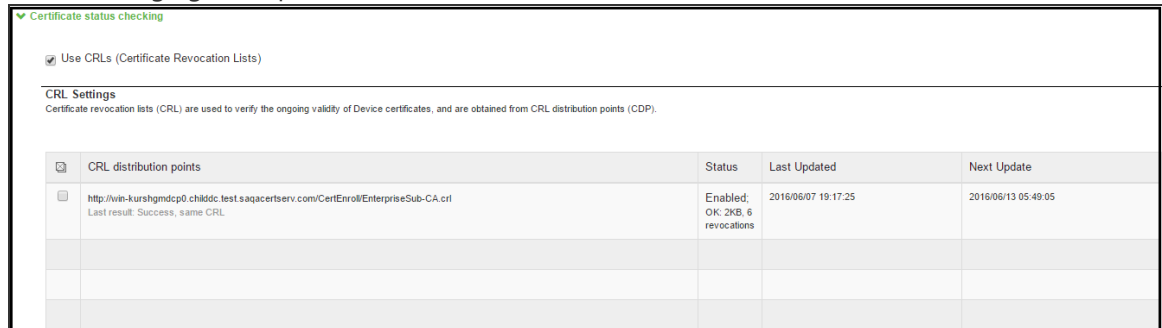 Certificate status checking
Use CRLs (Certificate Revocation Lists)
CRL Settings
Certificate revocation lists (CRL) are used to verify the ongoing validity of Device certificates, and are obtained from CRL distribution points (CDP).
CRL distribution points Status Last Updated Next Update
http://win-kurshgmdcp0.childdc.test.saqacertserv.com/CertEnroll/EnterpriseSub-CA.crl Enabled; 2016/06/07 19:17:25 2016/06/13 05:49:05
Last result: Success, same CRL OK: 2KB, 6
revocations